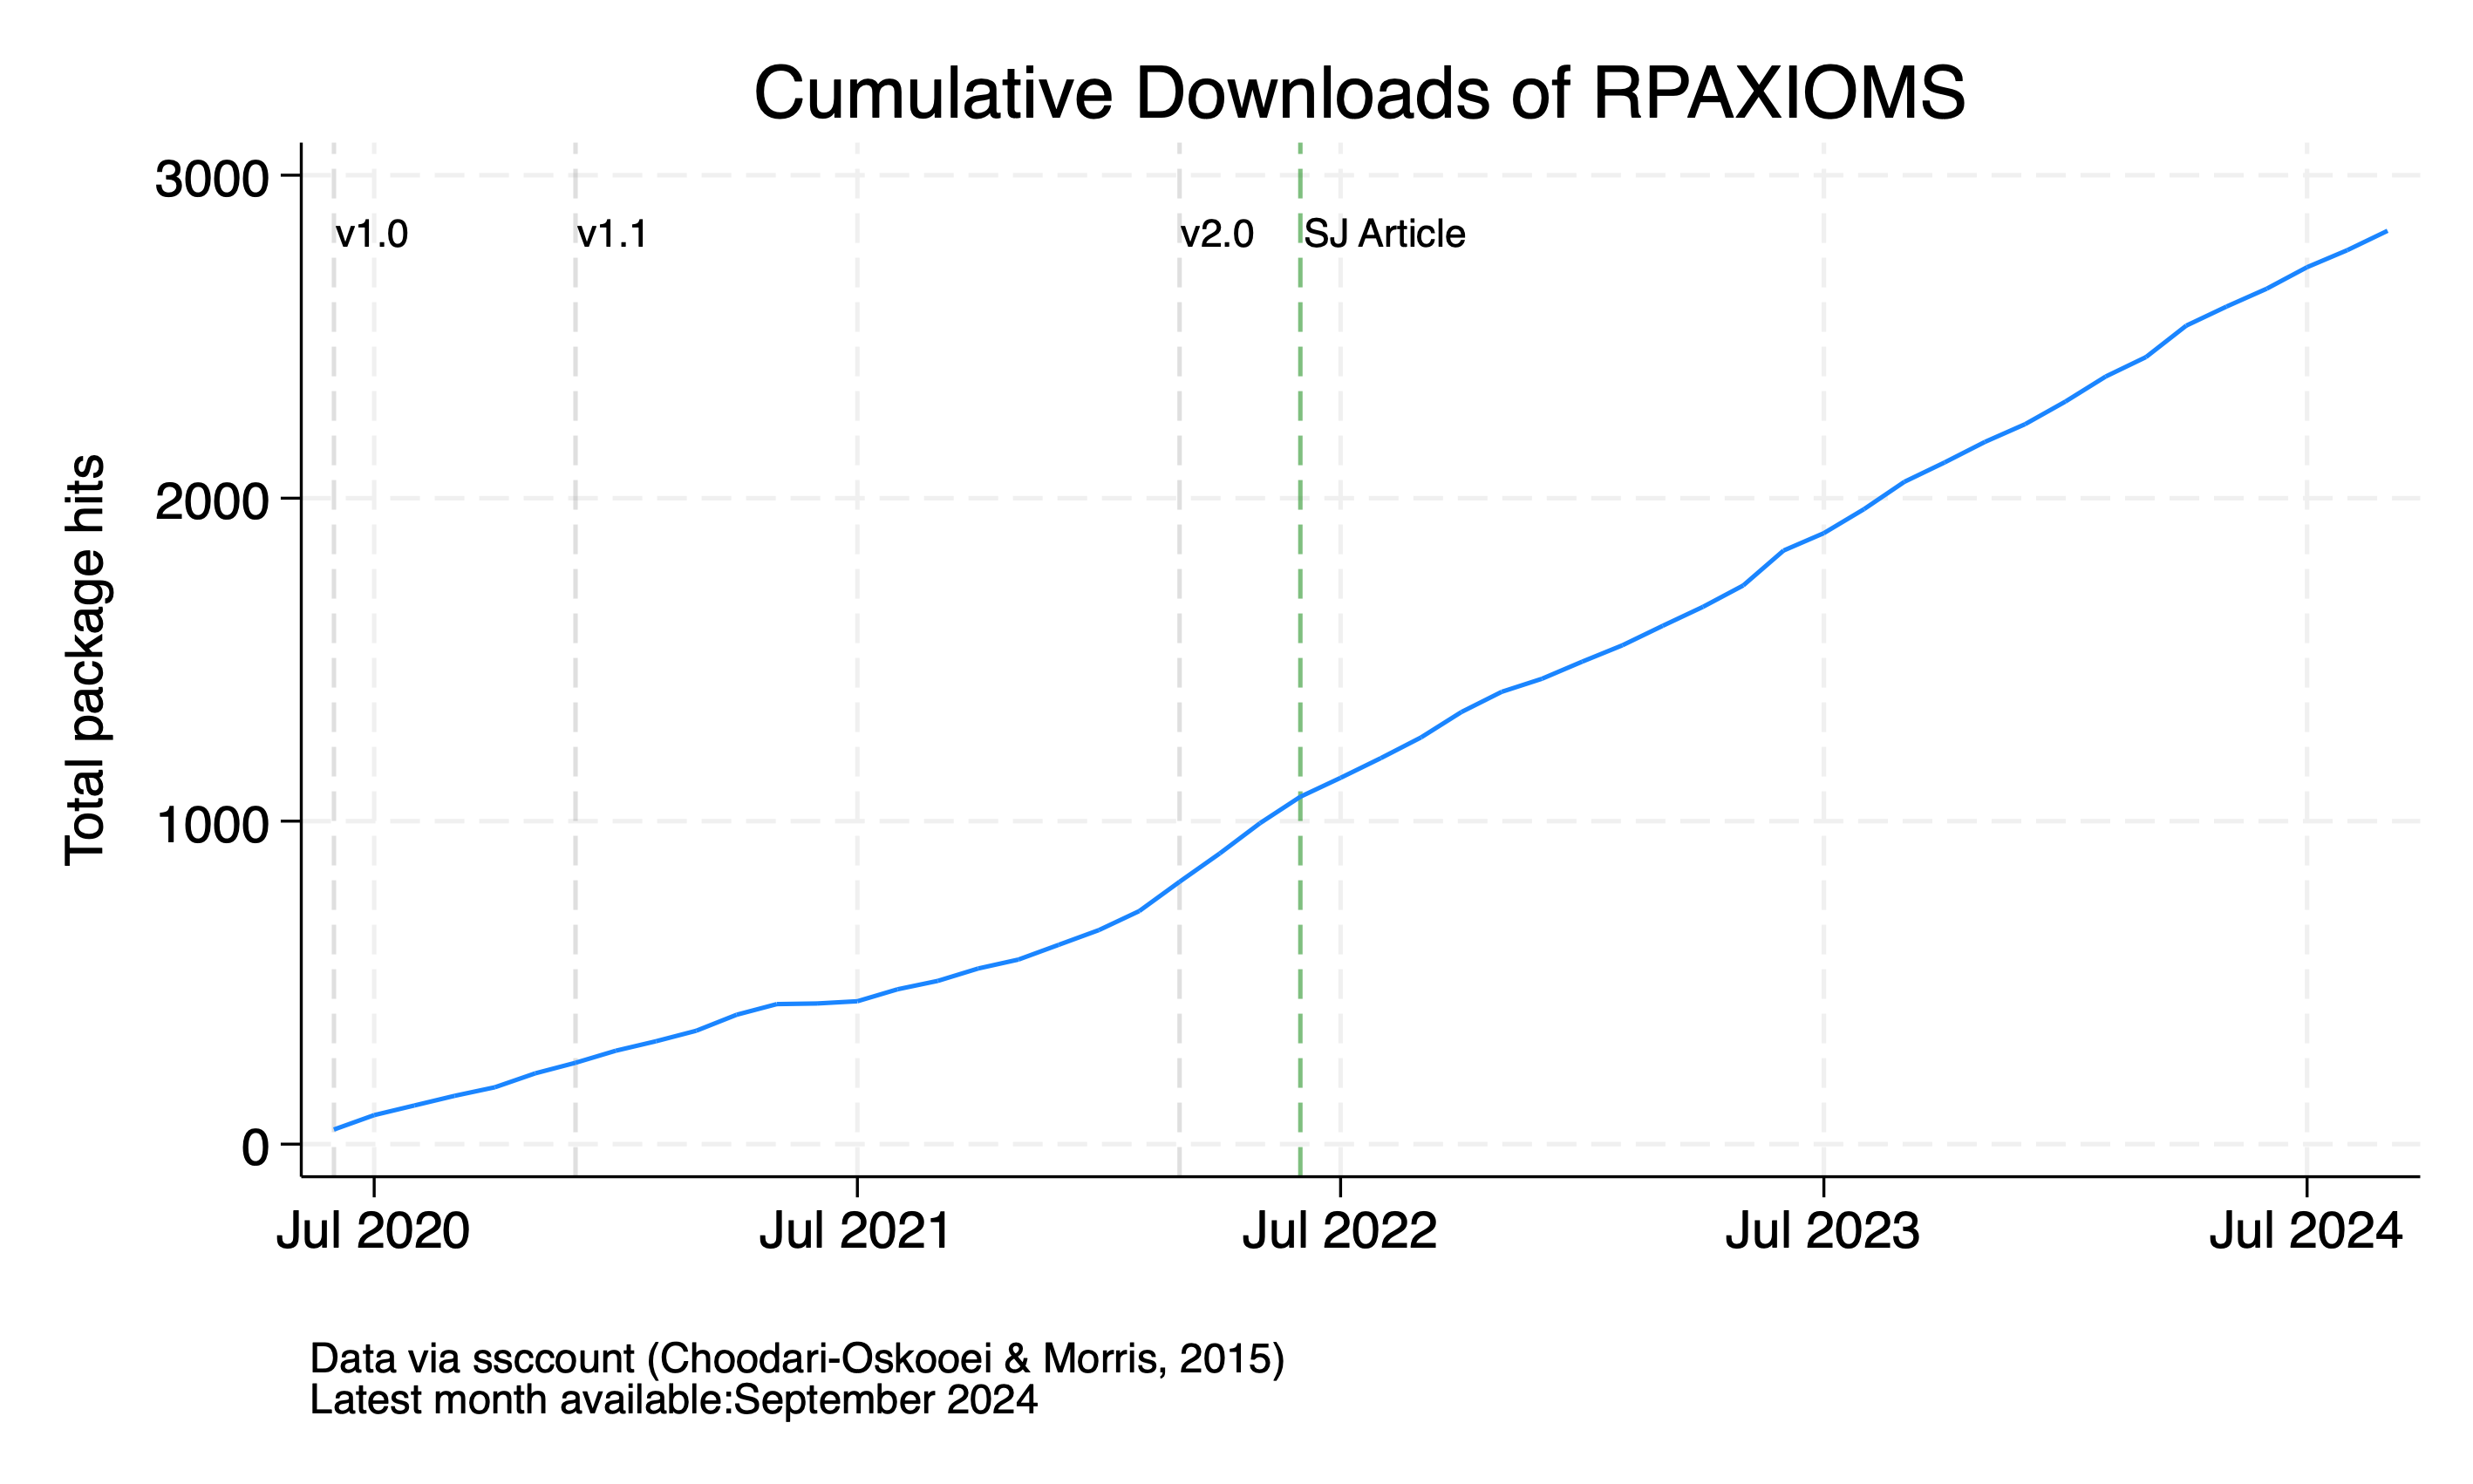 Cumulative Downloads of RPAXIOMS
Total package hits
3000
2000
1000
0
v1.0
v1.1
v2.0
SJ Article
Jul 2020
Jul 2021
Jul 2022
Jul 2023
Jul 2024
Data via ssccount (Choodari-Oskooei & Morris, 2015)
Latest month available:September 2024